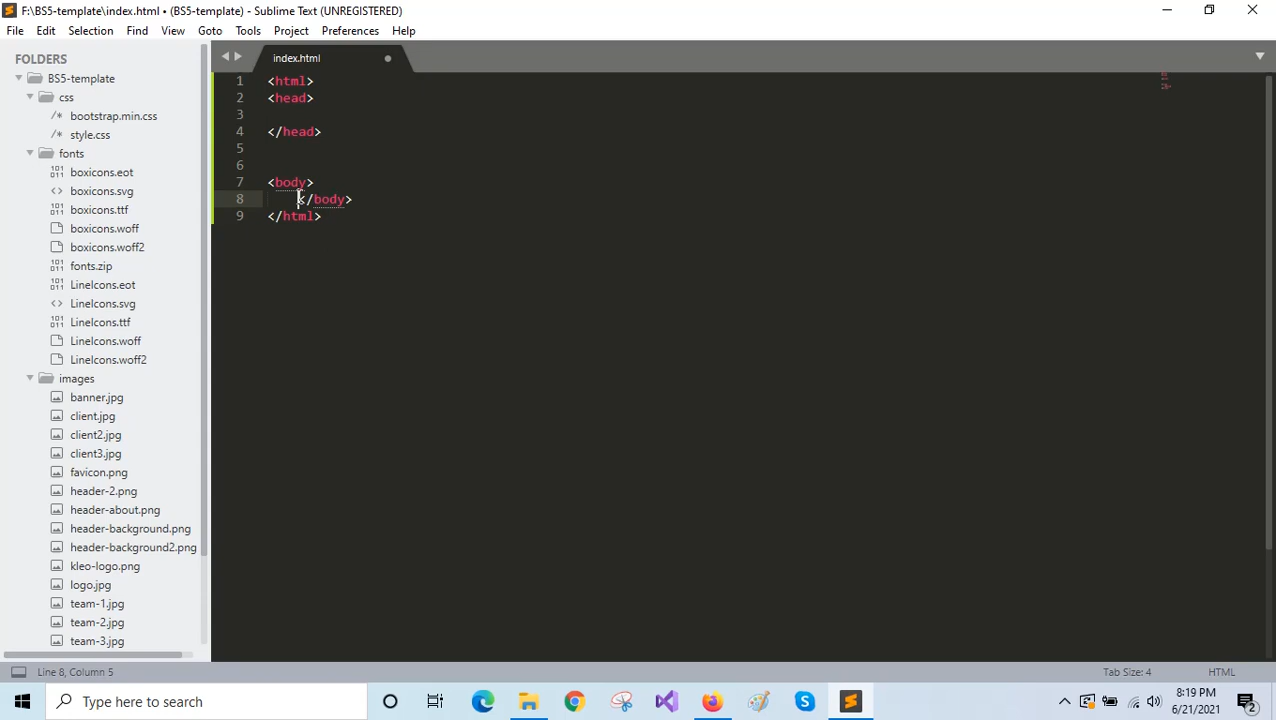 F:\BS5-template\index.html • (BS5-template) - Sublime Text (UNREGISTERED)
File Edit Selection Find View Goto Tools Project Preferences Help
FOLDERS
BS5-template
css
/* bootstrap.min.css
/* style.css
fonts
boxicons.eot
<> boxicons.svg
boxicons.ttf
boxicons.woff
boxicons.woff2
fonts.zip
LineIcons.eot
<> LineIcons.svg
LineIcons.ttf
LineIcons.woff
LineIcons.woff2
images
banner.jpg
client.jpg
client2.jpg
client3.jpg
favicon.png
header-2.png
header-about.png
header-background.png
header-background2.png
kleo-logo.png
logo.jpg
team-1.jpg
team-2.jpg
team-3.jpg
index.html
1 <html>
2 <head>
3
4 </head>
5
6
7 <body>
8 </body>
9 </html>
Line 8, Column 5
Tab Size: 4
HTML
Type here to search
8:19 PM
6/21/2021
2